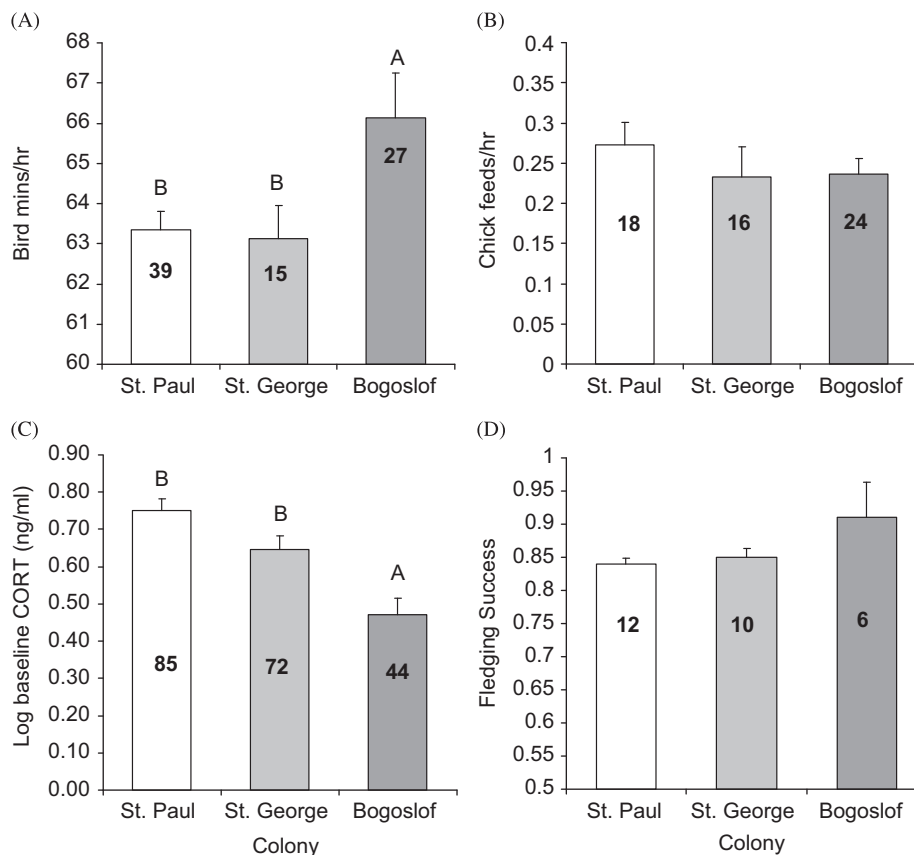 (A)
Bird mins/hr
68
67
66
65
64
63
62
61
60
B
B
A
39
15
27
St. Paul
St. George
Bogoslof
(B)
Chick feeds/hr
0.4
0.35
0.3
0.25
0.2
0.15
0.1
0.05
0
18
16
24
St. Paul
St. George
Bogoslof
(C)
Log baseline CORT (ng/ml)
0.90
0.80
0.70
0.60
0.50
0.40
0.30
0.20
0.10
0.00
B
B
A
85
72
44
St. Paul
St. George
Bogoslof
Colony
(D)
Fledging Success
1
0.95
0.9
0.85
0.8
0.75
0.7
0.65
0.6
0.55
0.5
12
10
6
St. Paul
St. George
Bogoslof
Colony